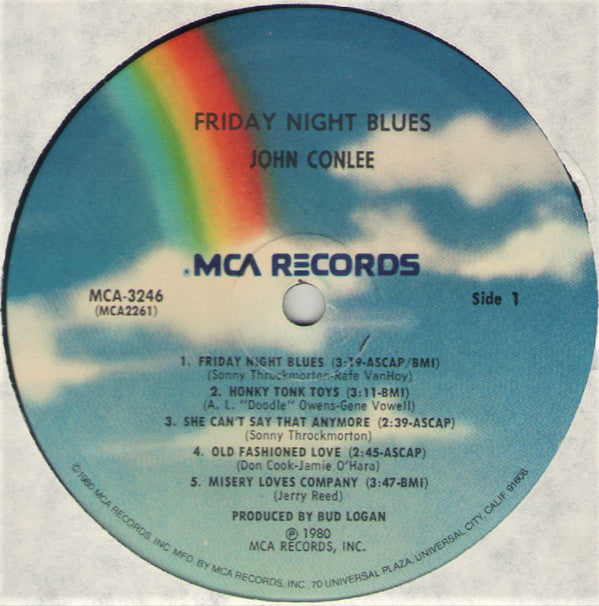 FRIDAY NIGHT BLUES
JOHN CONLEE
®MCA RECORDS
MCA-3246
(MCA2261)
Side 1
1. FRIDAY NIGHT BLUES (3:19-ASCAP/BMI)
(Sonny Throckmorton-Rafe VanHoy)
2. HONKY TONK TOYS (3:11-BMI)
(A. L. "Doodle" Owens-Gene Vowell)
3. SHE CAN'T SAY THAT ANYMORE (2:39-ASCAP)
(Sonny Throckmorton)
4. OLD FASHIONED LOVE (2:45-ASCAP)
(Don Cook-Jamie O'Hara)
5. MISERY LOVES COMPANY (3:47-BMI)
(Jerry Reed)
PRODUCED BY BUD LOGAN
℗ 1980
MCA RECORDS, INC.
©1980 MCA RECORDS, INC. MFD. BY MCA RECORDS, INC., 70 UNIVERSAL PLAZA, UNIVERSAL CITY, CALIF. 91608